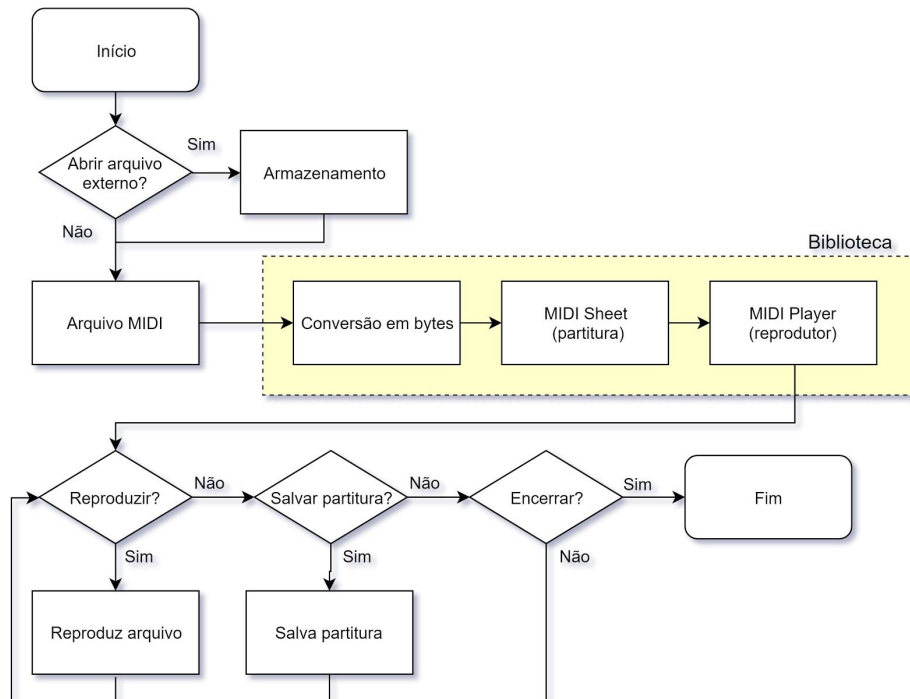 Início
Abrir arquivo
externo?
Sim
Armazenamento
Não
Biblioteca
Arquivo MIDI
Conversão em bytes
MIDI Sheet
(partitura)
MIDI Player
(reprodutor)
Reproduzir?
Não
Salvar partitura?
Não
Encerrar?
Sim
Fim
Sim
Sim
Não
Reproduz arquivo
Salva partitura